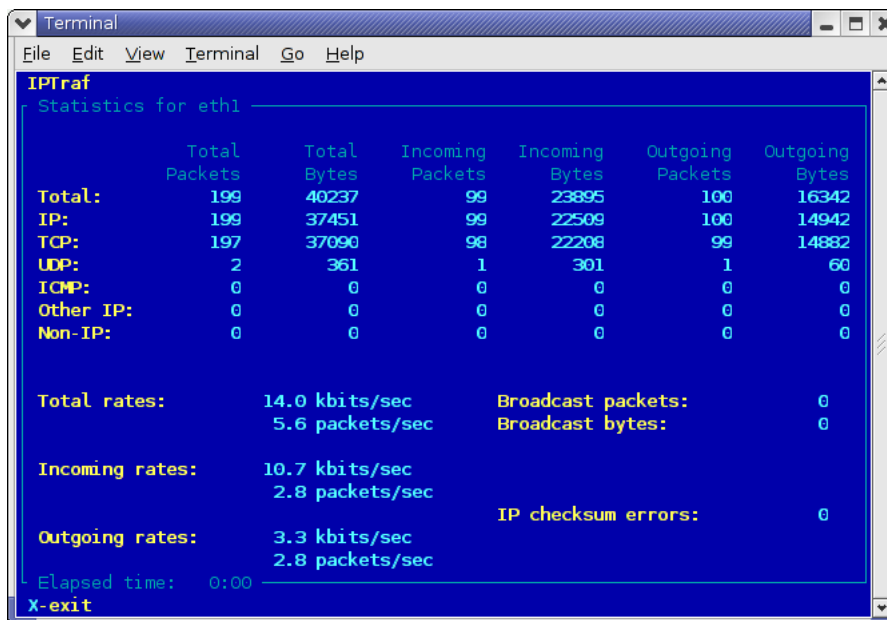 Terminal
File Edit View Terminal Go Help
IPTraf
Statistics for eth1
Total Total Incoming Incoming Outgoing Outgoing
Packets Bytes Packets Bytes Packets Bytes
Total: 199 40237 99 23895 100 16342
IP: 199 37451 99 22509 100 14942
TCP: 197 37090 98 22208 99 14882
UDP: 2 361 1 301 1 60
ICMP: 0 0 0 0 0 0
Other IP: 0 0 0 0 0 0
Non-IP: 0 0 0 0 0 0
Total rates: 14.0 kbits/sec Broadcast packets: 0
5.6 packets/sec Broadcast bytes: 0
Incoming rates: 10.7 kbits/sec
2.8 packets/sec
IP checksum errors: 0
Outgoing rates: 3.3 kbits/sec
2.8 packets/sec
Elapsed time: 0:00
X-exit